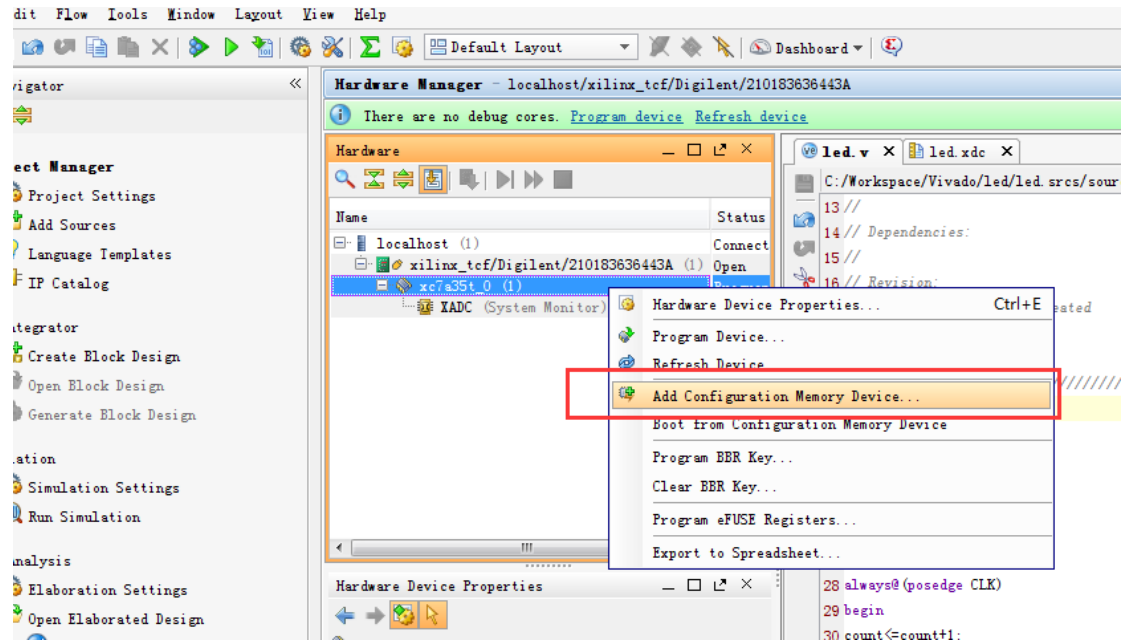 dit Flow Tools Window Layout View Help
Default Layout
Dashboard
vigator
ect Manager
Project Settings
Add Sources
Language Templates
IP Catalog
ntegrator
Create Block Design
Open Block Design
Generate Block Design
ation
Simulation Settings
Run Simulation
nalysis
Elaboration Settings
Open Elaborated Design
Hardware Manager - localhost/xilinx_tcf/Digilent/210183636443A
There are no debug cores. Program device Refresh device
Hardware
Name Status
localhost (1) Connect
xilinx_tcf/Digilent/210183636443A (1) Open
xc7a35t_0 (1)
XADC (System Monitor)
Hardware Device Properties... Ctrl+E
Program Device...
Refresh Device
Add Configuration Memory Device...
Boot from Configuration Memory Device
Program BBR Key...
Clear BBR Key...
Program eFUSE Registers...
Export to Spreadsheet...
Hardware Device Properties
led.v led.xdc
C:/Workspace/Vivado/led/led.srcs/sour
13 //
14 // Dependencies:
15 //
16 // Revision:
eated
////////
28 always@(posedge CLK)
29 begin
30 count<=count+1;